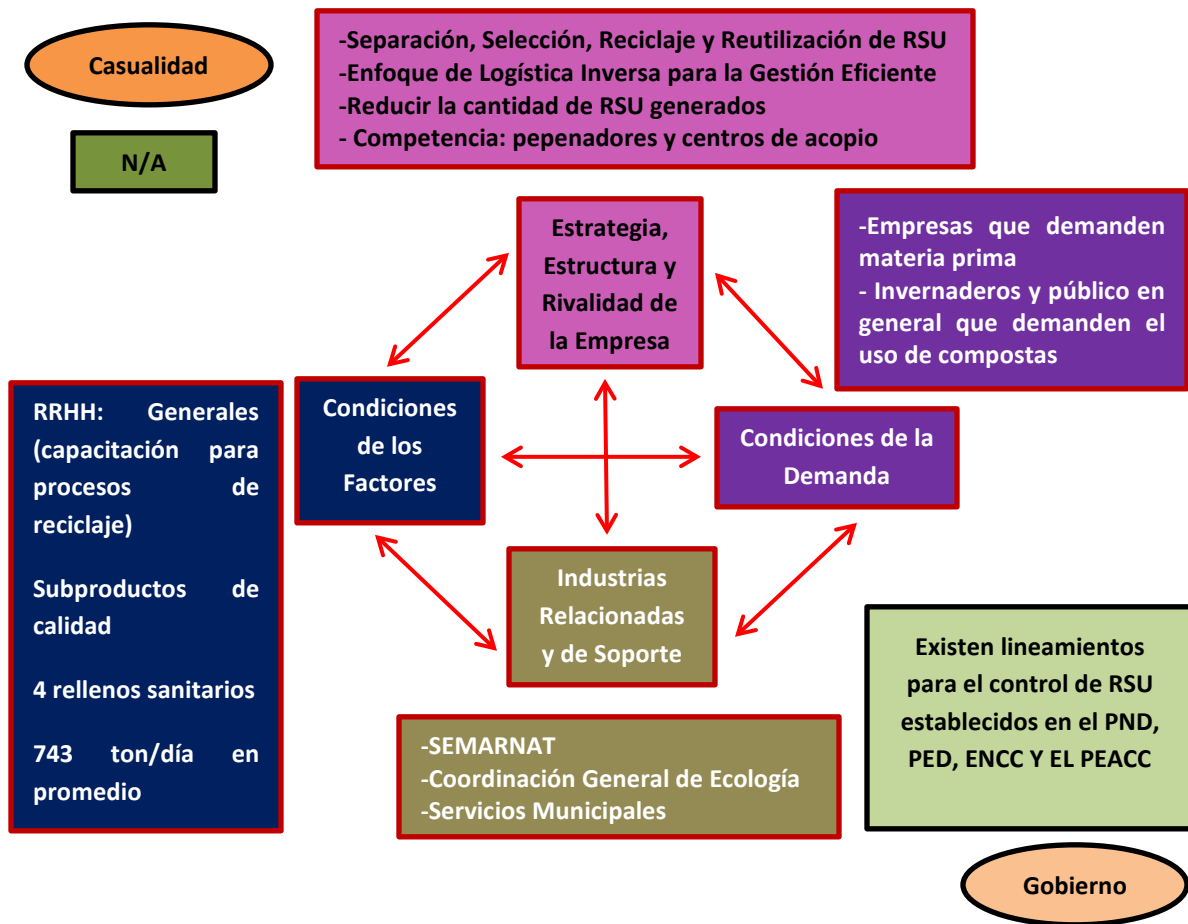 Casualidad
N/A
-Separación, Selección, Reciclaje y Reutilización de RSU
-Enfoque de Logística Inversa para la Gestión Eficiente
-Reducir la cantidad de RSU generados
- Competencia: pepenadores y centros de acopio
Estrategia,
Estructura y
Rivalidad de
la Empresa
-Empresas que demanden
materia prima
- Invernaderos y público en
general que demanden el
uso de compostas
RRHH: Generales
(capacitación para
procesos de
reciclaje)
Subproductos de
calidad
4 rellenos sanitarios
743 ton/día en
promedio
Condiciones
de los
Factores
Condiciones de la
Demanda
Industrias
Relacionadas
y de Soporte
-SEMARNAT
-Coordinación General de Ecología
-Servicios Municipales
Existen lineamientos
para el control de RSU
establecidos en el PND,
PED, ENCC Y EL PEACC
Gobierno